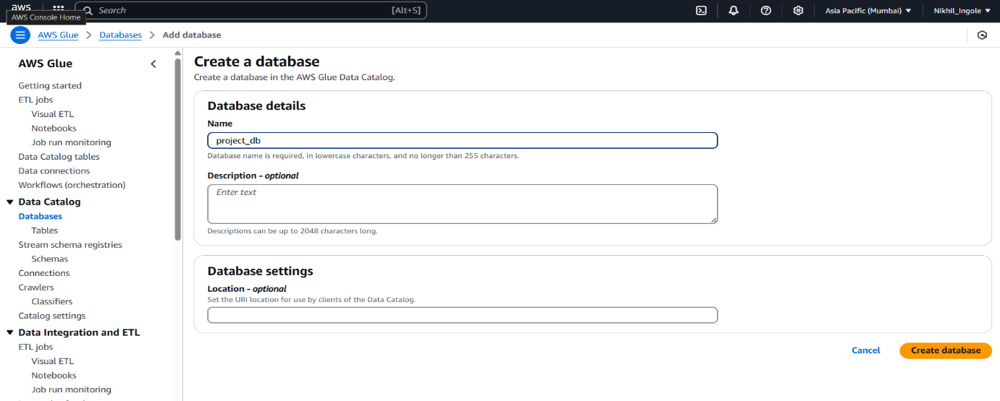 aws
Search
[Alt+S]
Asia Pacific (Mumbai)
Nikhil_Ingole
AWS Console Home
AWS Glue
Databases
Add database
AWS Glue
Getting started
ETL jobs
Visual ETL
Notebooks
Job run monitoring
Data Catalog tables
Data connections
Workflows (orchestration)
Data Catalog
Databases
Tables
Stream schema registries
Schemas
Connections
Crawlers
Classifiers
Catalog settings
Data Integration and ETL
ETL jobs
Visual ETL
Notebooks
Job run monitoring
Create a database
Create a database in the AWS Glue Data Catalog.
Database details
Name
project_db
Database name is required, in lowercase characters, and no longer than 255 characters.
Description - optional
Enter text
Descriptions can be up to 2048 characters long.
Database settings
Location - optional
Set the URI location for use by clients of the Data Catalog.
Cancel
Create database